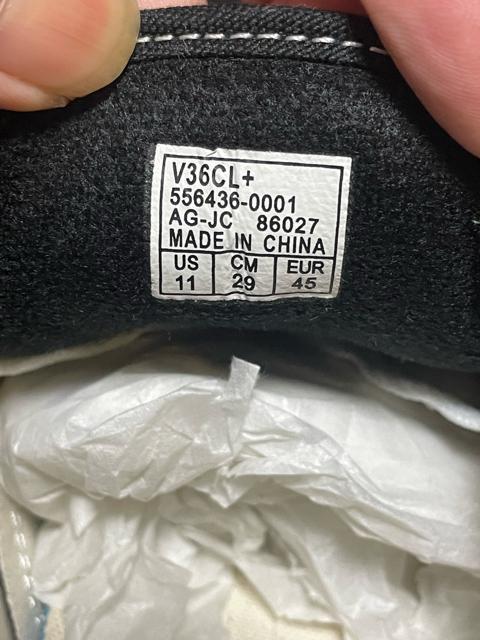 V36CL+
556436-0001
AG-JC 86027
MADE IN CHINA
US CM EUR
11 29 45